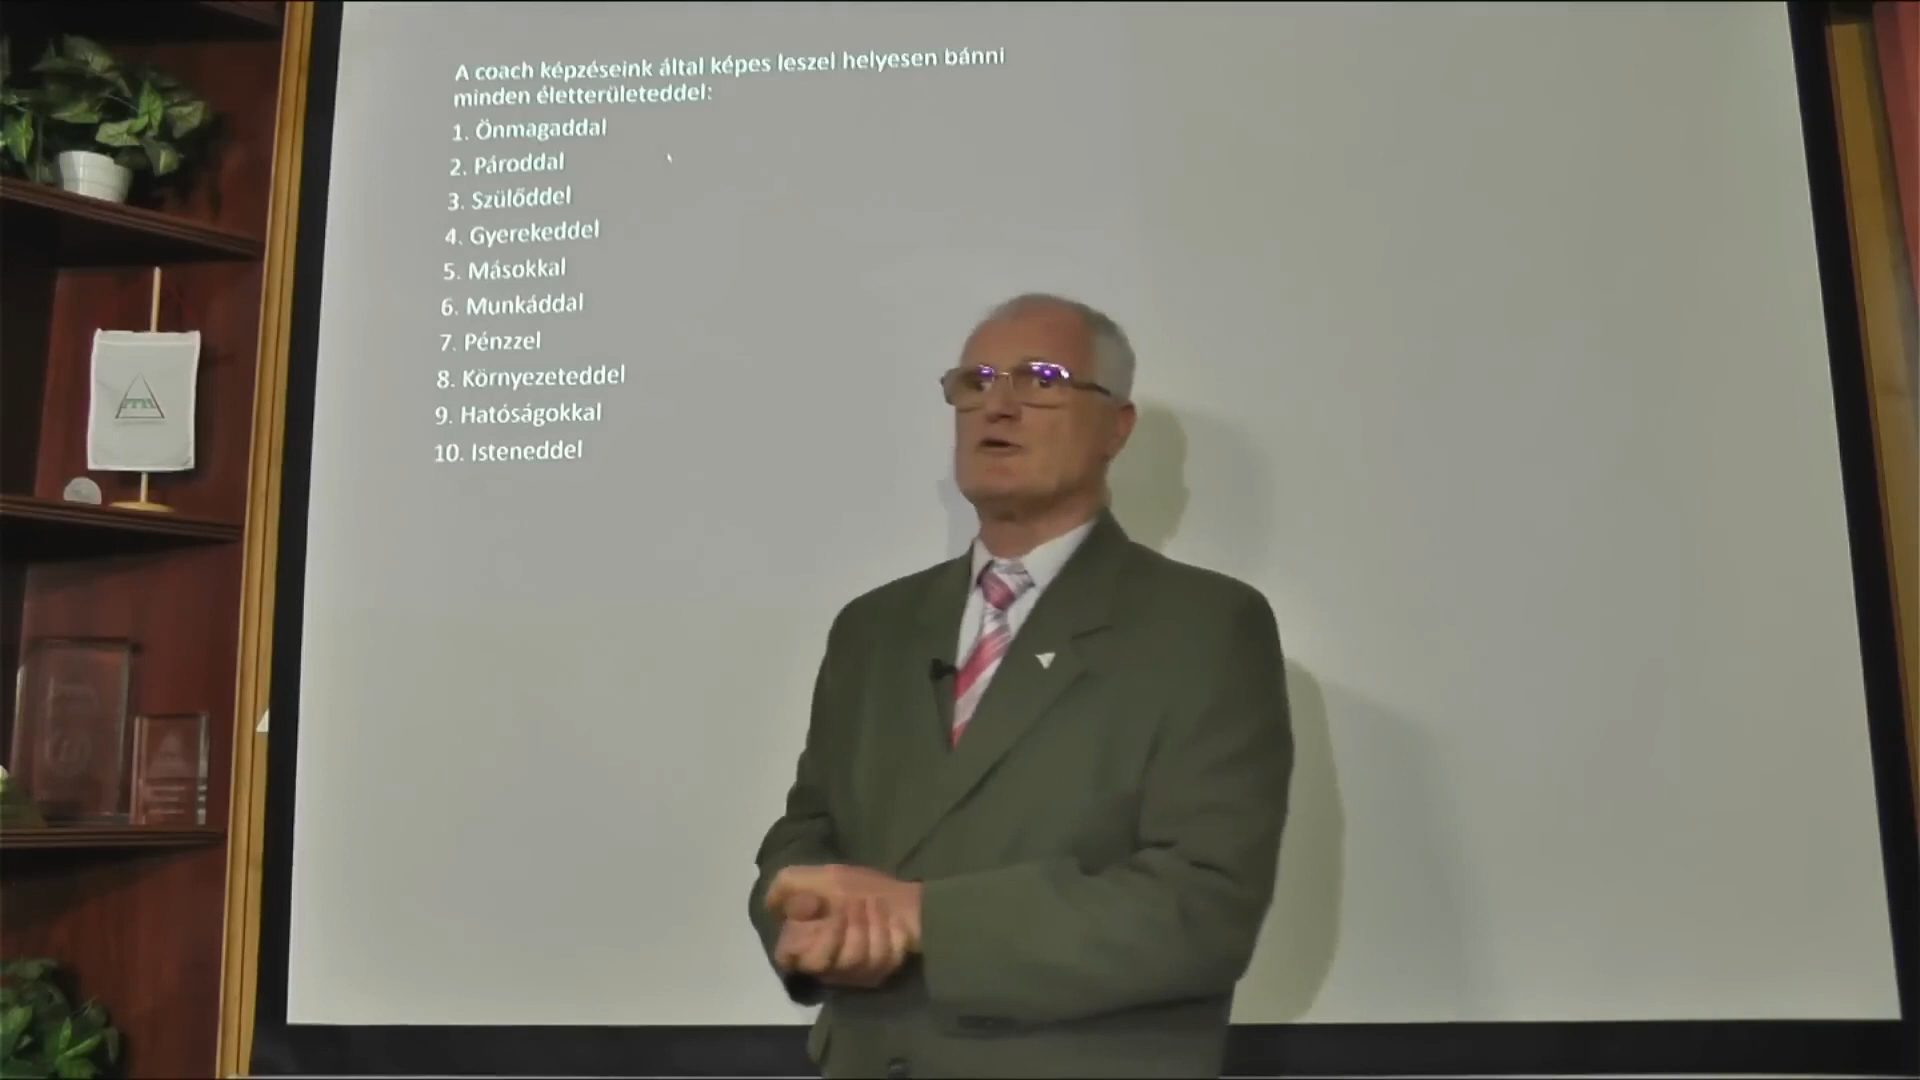 A coach képzéseink által képes leszel helyesen bánni
minden életterületeddel:
1. Önmagaddal
2. Pároddal
3. Szülőddel
4. Gyerekeddel
5. Másokkal
6. Munkáddal
7. Pénzzel
8. Környezeteddel
9. Hatóságokkal
10. Isteneddel